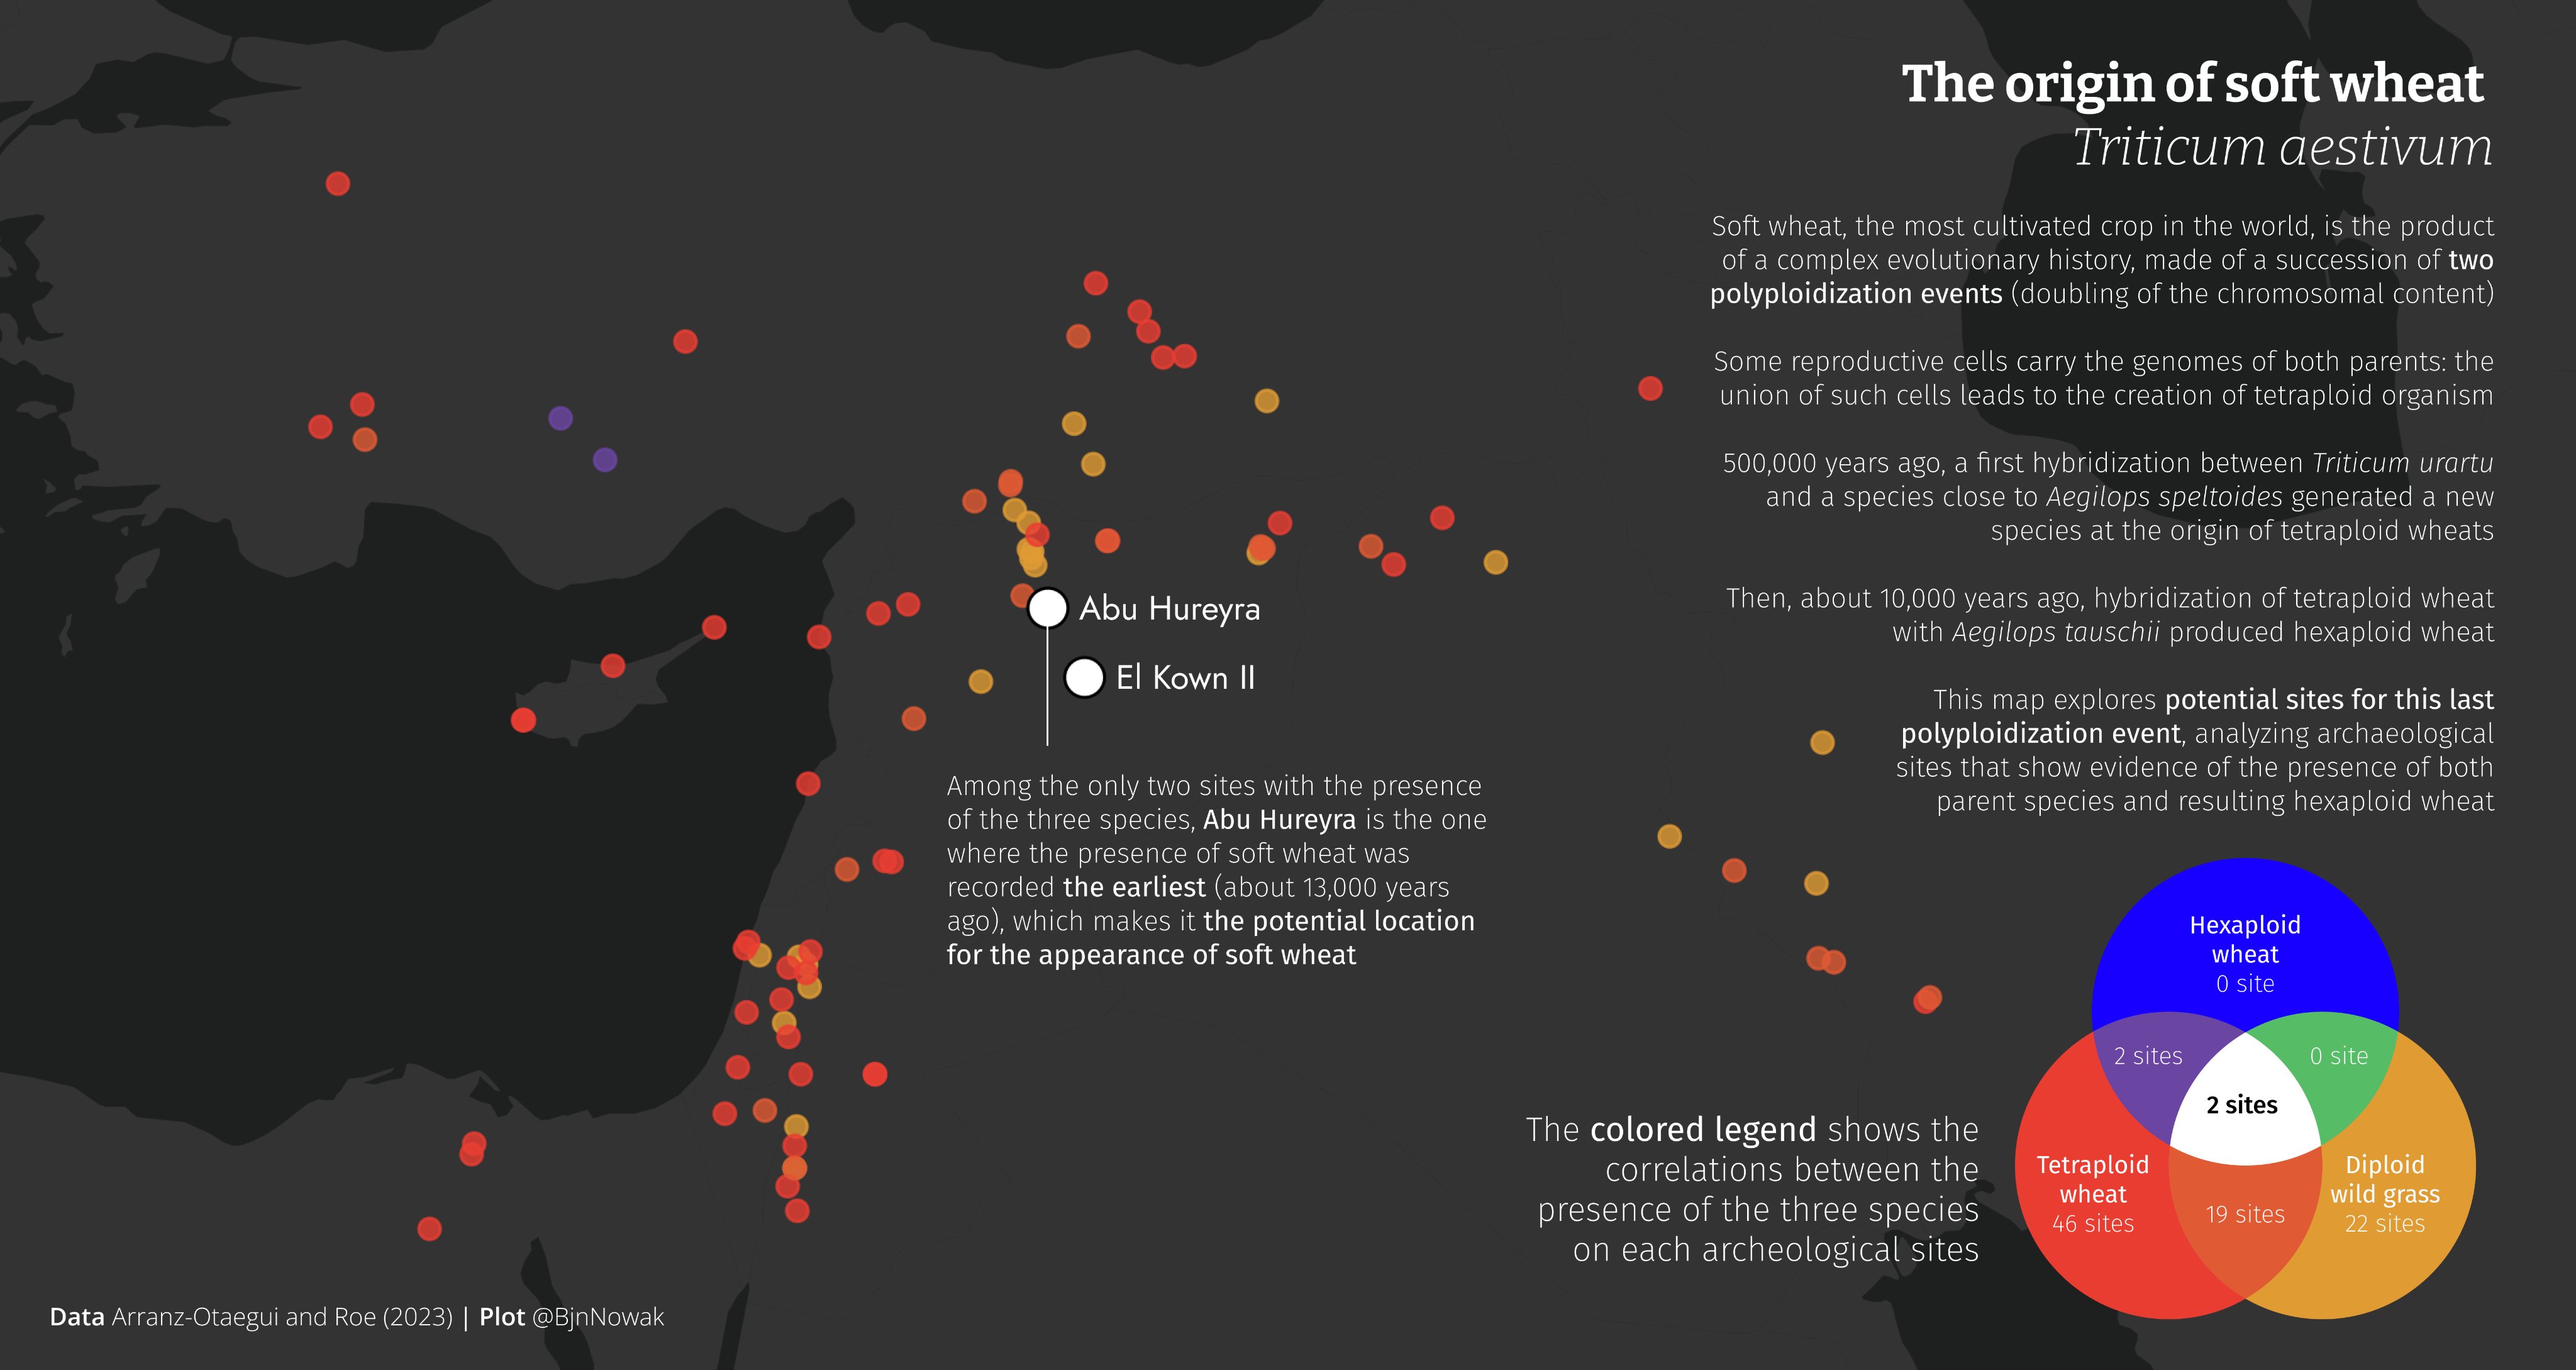 The origin of soft wheat
Triticum aestivum
Soft wheat, the most cultivated crop in the world, is the product
of a complex evolutionary history, made of a succession of two
polyploidization events (doubling of the chromosomal content)
Some reproductive cells carry the genomes of both parents: the
union of such cells leads to the creation of tetraploid organism
500,000 years ago, a first hybridization between Triticum urartu
and a species close to Aegilops speltoides generated a new
species at the origin of tetraploid wheats
Then, about 10,000 years ago, hybridization of tetraploid wheat
with Aegilops tauschii produced hexaploid wheat
This map explores potential sites for this last
polyploidization event, analyzing archaeological
sites that show evidence of the presence of both
parent species and resulting hexaploid wheat
Abu Hureyra
El Kown II
Among the only two sites with the presence
of the three species, Abu Hureyra is the one
where the presence of soft wheat was
recorded the earliest (about 13,000 years
ago), which makes it the potential location
for the appearance of soft wheat
The colored legend shows the
correlations between the
presence of the three species
on each archeological sites
Hexaploid
wheat
0 site
2 sites
0 site
2 sites
Tetraploid
wheat
46 sites
19 sites
Diploid
wild grass
22 sites
Data Arranz-Otaegui and Roe (2023) | Plot @BjnNowak